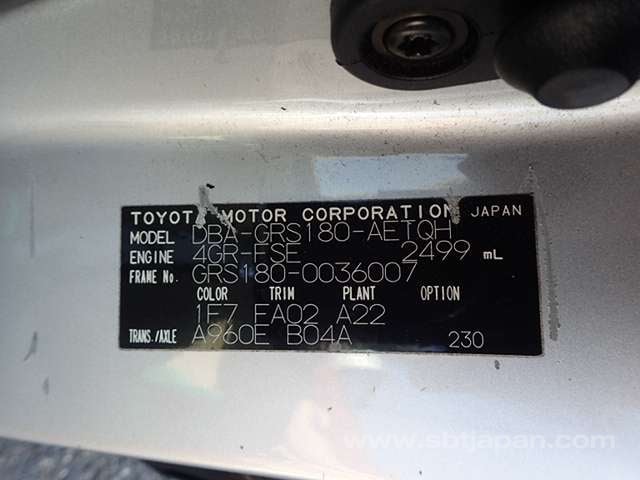 TOYOTA MOTOR CORPORATION JAPAN
MODEL DBA-GRS180-AETQH
ENGINE 4GR-FSE 2499 mL
FRAME No. GRS180-0036007
COLOR TRIM PLANT OPTION
1F7 FA02 A22
TRANS./AXLE A960E B04A 230
www.sbtjapan.com